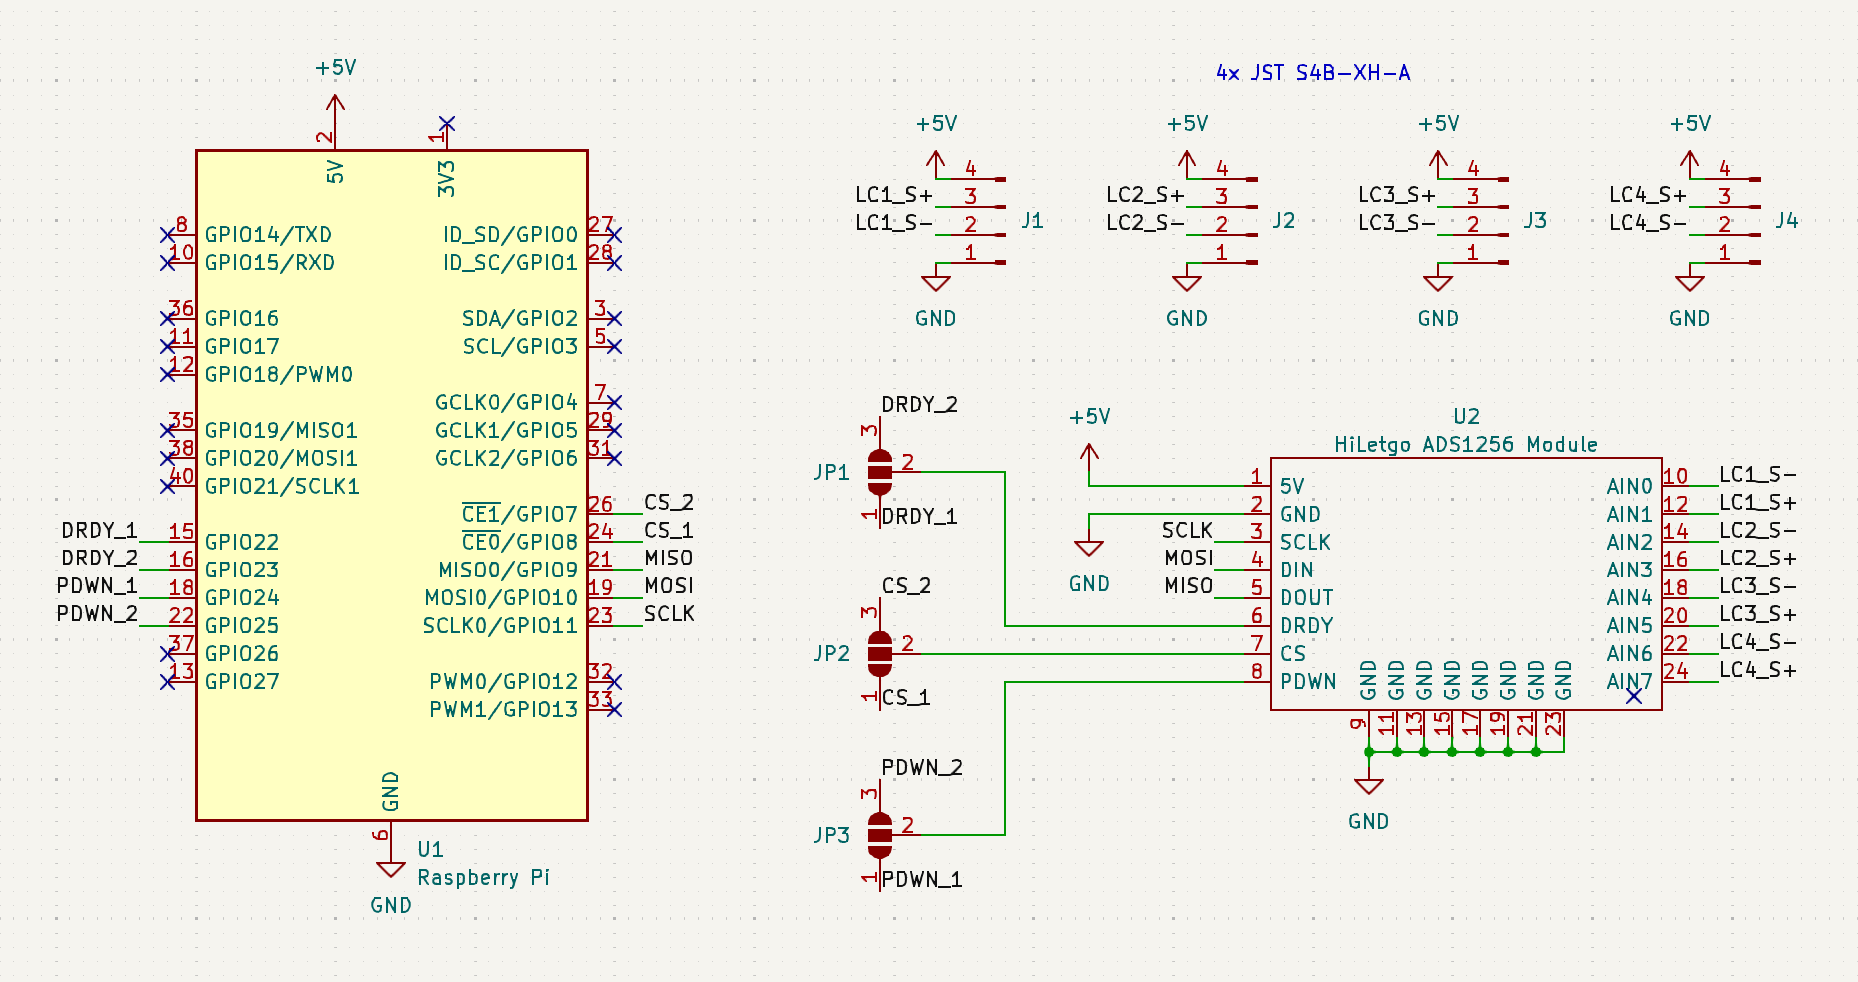 +5V
2
1
5V
3V3
8
GPIO14/TXD
10
GPIO15/RXD
36
GPIO16
11
GPIO17
12
GPIO18/PWM0
35
GPIO19/MISO1
38
GPIO20/MOSI1
40
GPIO21/SCLK1
DRDY_1
15
GPIO22
DRDY_2
16
GPIO23
PDWN_1
18
GPIO24
PDWN_2
22
GPIO25
37
GPIO26
13
GPIO27
ID_SD/GPIO0
27
ID_SC/GPIO1
28
SDA/GPIO2
3
SCL/GPIO3
5
GCLK0/GPIO4
7
GCLK1/GPIO5
29
GCLK2/GPIO6
31
CE1/GPIO7
26
CS_2
CE0/GPIO8
24
CS_1
MISO0/GPIO9
21
MISO
MOSI0/GPIO10
19
MOSI
SCLK0/GPIO11
23
SCLK
PWM0/GPIO12
32
PWM1/GPIO13
33
GND
6
U1
Raspberry Pi
GND
4x JST S4B-XH-A
+5V
4
LC1_S+
3
LC1_S-
2
1
J1
GND
+5V
4
LC2_S+
3
LC2_S-
2
1
J2
GND
+5V
4
LC3_S+
3
LC3_S-
2
1
J3
GND
+5V
4
LC4_S+
3
LC4_S-
2
1
J4
GND
DRDY_2
3
JP1
2
1
DRDY_1
CS_2
3
JP2
2
1
CS_1
PDWN_2
3
JP3
2
1
PDWN_1
+5V
GND
U2
HiLetgo ADS1256 Module
1
5V
2
GND
SCLK
3
SCLK
MOSI
4
DIN
MISO
5
DOUT
6
DRDY
7
CS
8
PDWN
AIN0
10
LC1_S-
AIN1
12
LC1_S+
AIN2
14
LC2_S-
AIN3
16
LC2_S+
AIN4
18
LC3_S-
AIN5
20
LC3_S+
AIN6
22
LC4_S-
AIN7
24
LC4_S+
GND GND GND GND GND GND GND GND
9 11 13 15 17 19 21 23
GND